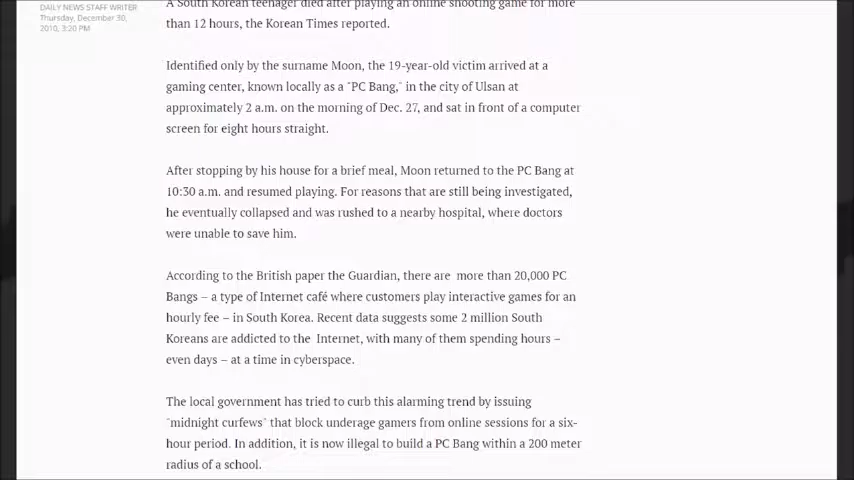 DAILY NEWS STAFF WRITER
Thursday, December 30,
2010, 3:20 PM
A South Korean teenager died after playing an online shooting game for more
than 12 hours, the Korean Times reported.
Identified only by the surname Moon, the 19-year-old victim arrived at a
gaming center, known locally as a "PC Bang," in the city of Ulsan at
approximately 2 a.m. on the morning of Dec. 27, and sat in front of a computer
screen for eight hours straight.
After stopping by his house for a brief meal, Moon returned to the PC Bang at
10:30 a.m. and resumed playing. For reasons that are still being investigated,
he eventually collapsed and was rushed to a nearby hospital, where doctors
were unable to save him.
According to the British paper the Guardian, there are more than 20,000 PC
Bangs – a type of Internet café where customers play interactive games for an
hourly fee – in South Korea. Recent data suggests some 2 million South
Koreans are addicted to the Internet, with many of them spending hours –
even days – at a time in cyberspace.
The local government has tried to curb this alarming trend by issuing
"midnight curfews" that block underage gamers from online sessions for a six-
hour period. In addition, it is now illegal to build a PC Bang within a 200 meter
radius of a school.